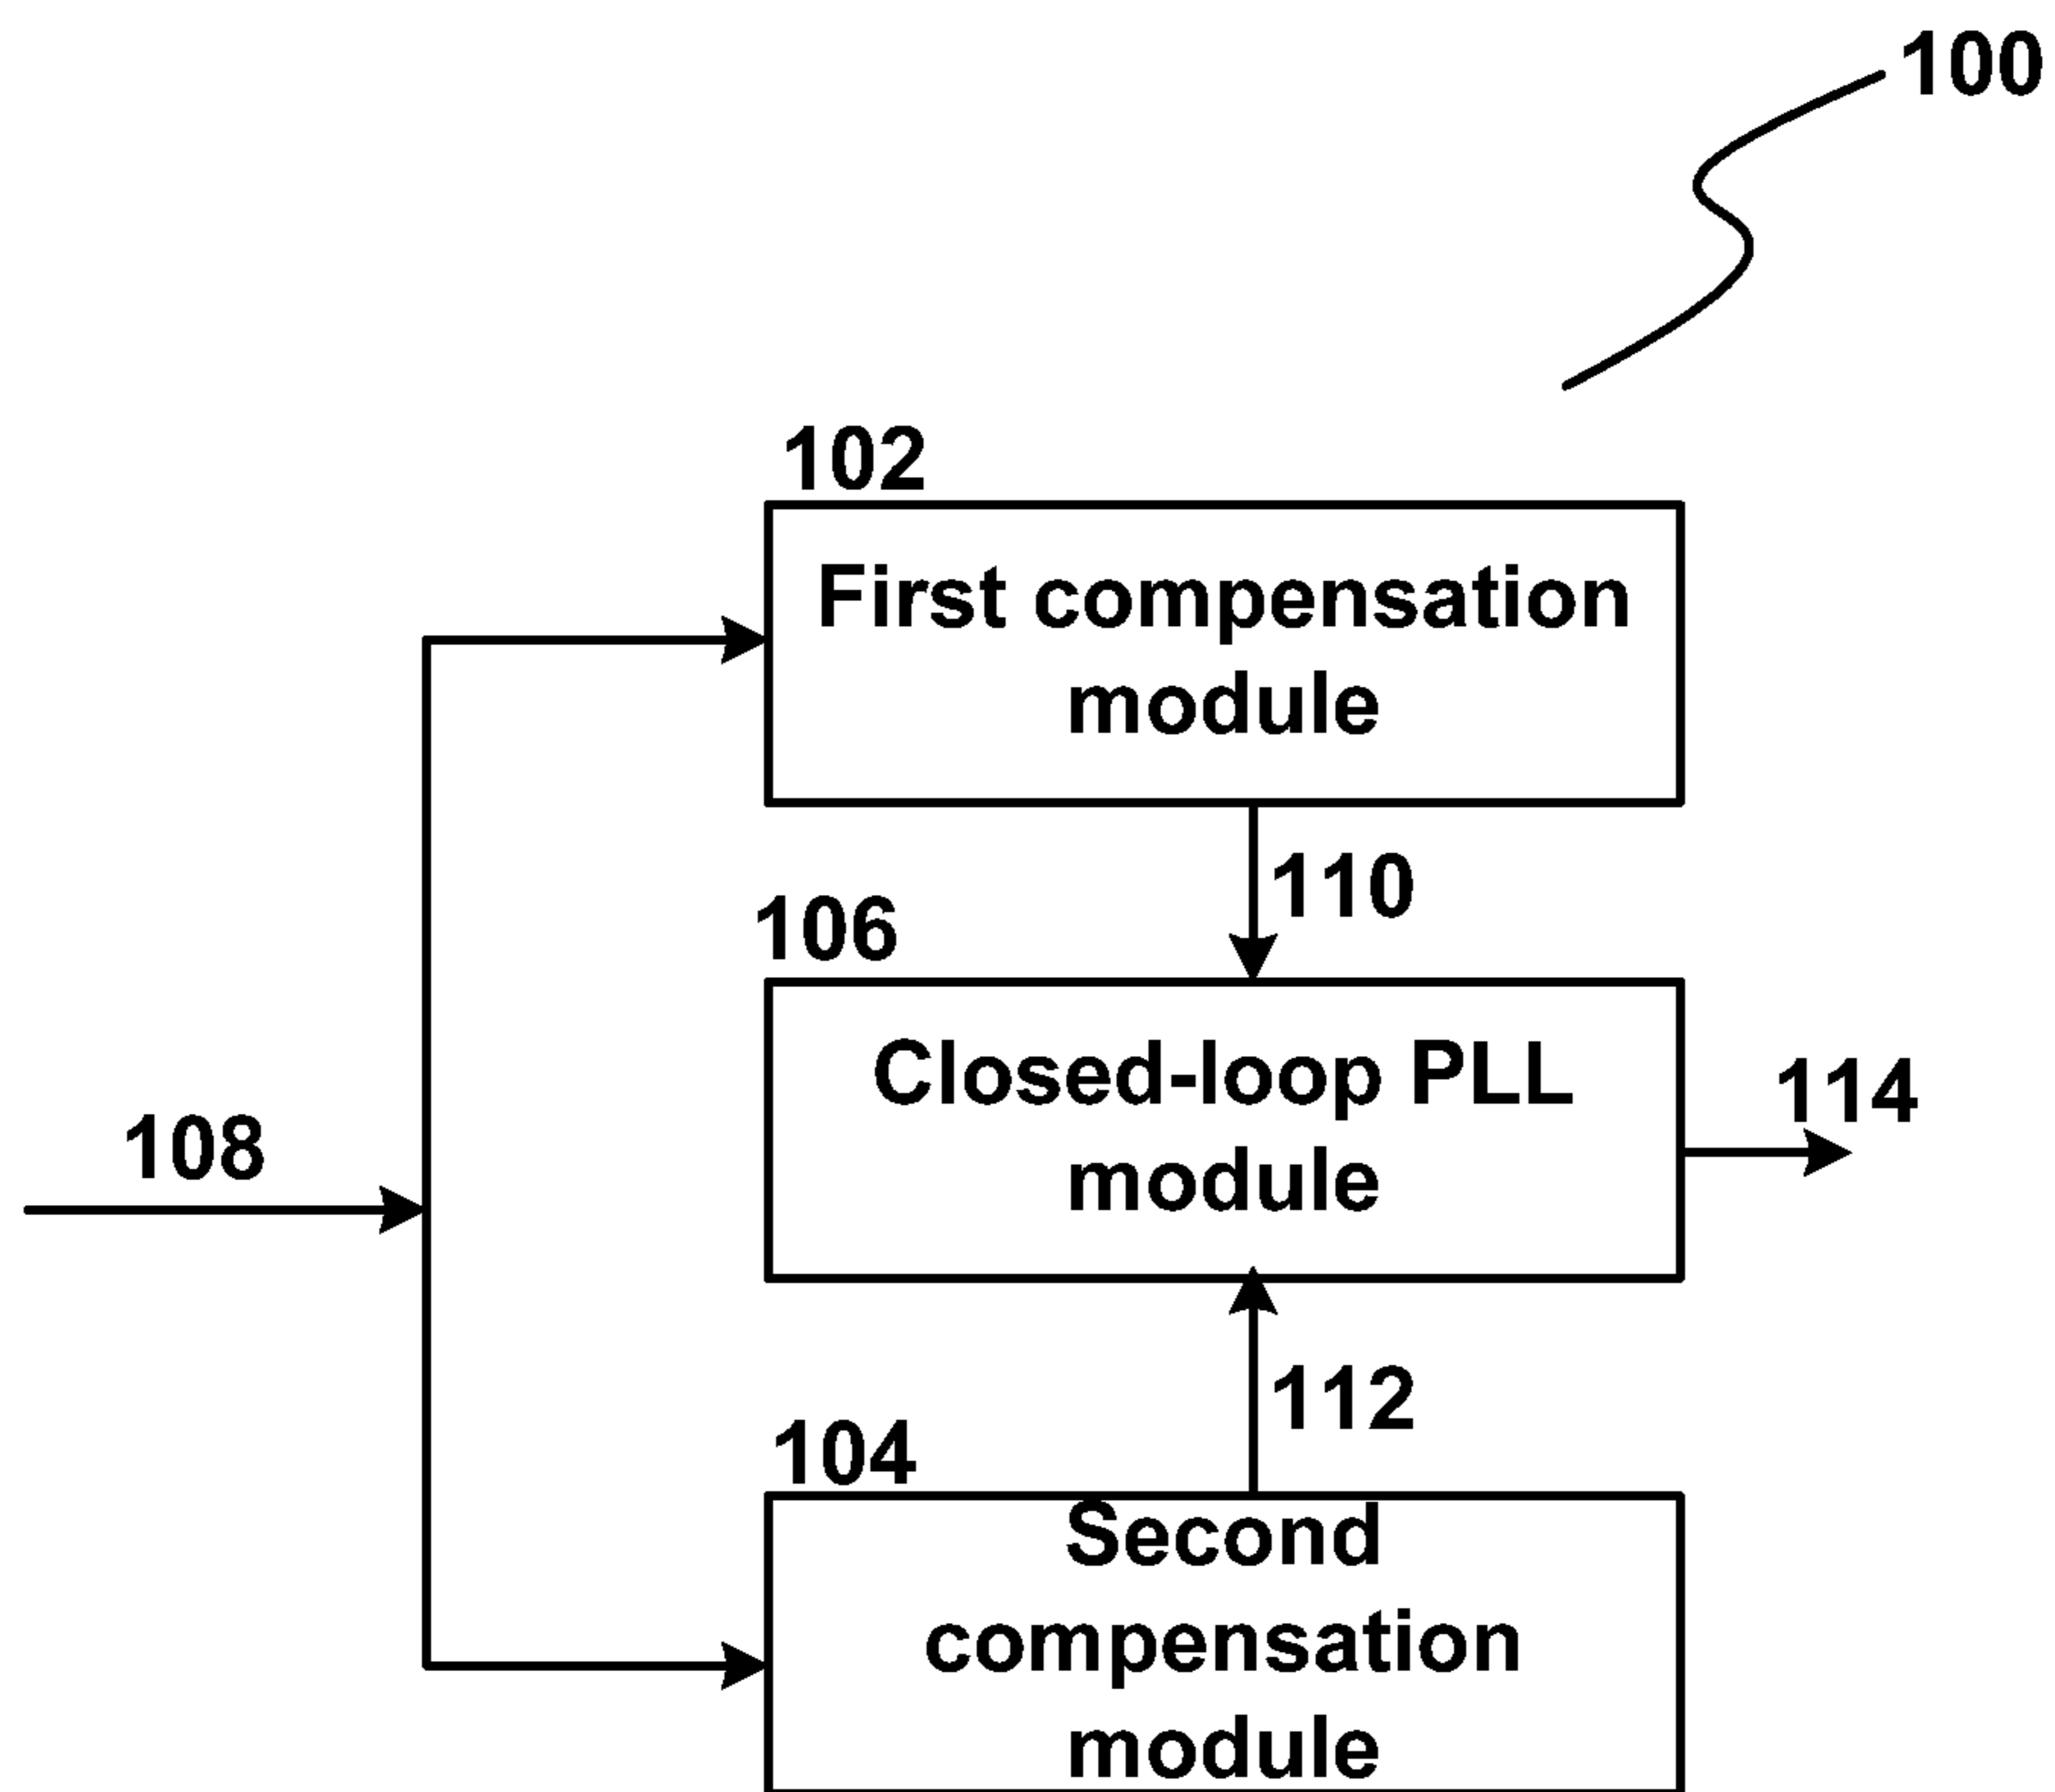 100
102
First compensation
module
110
106
Closed-loop PLL
module
114
108
112
104
Second
compensation
module